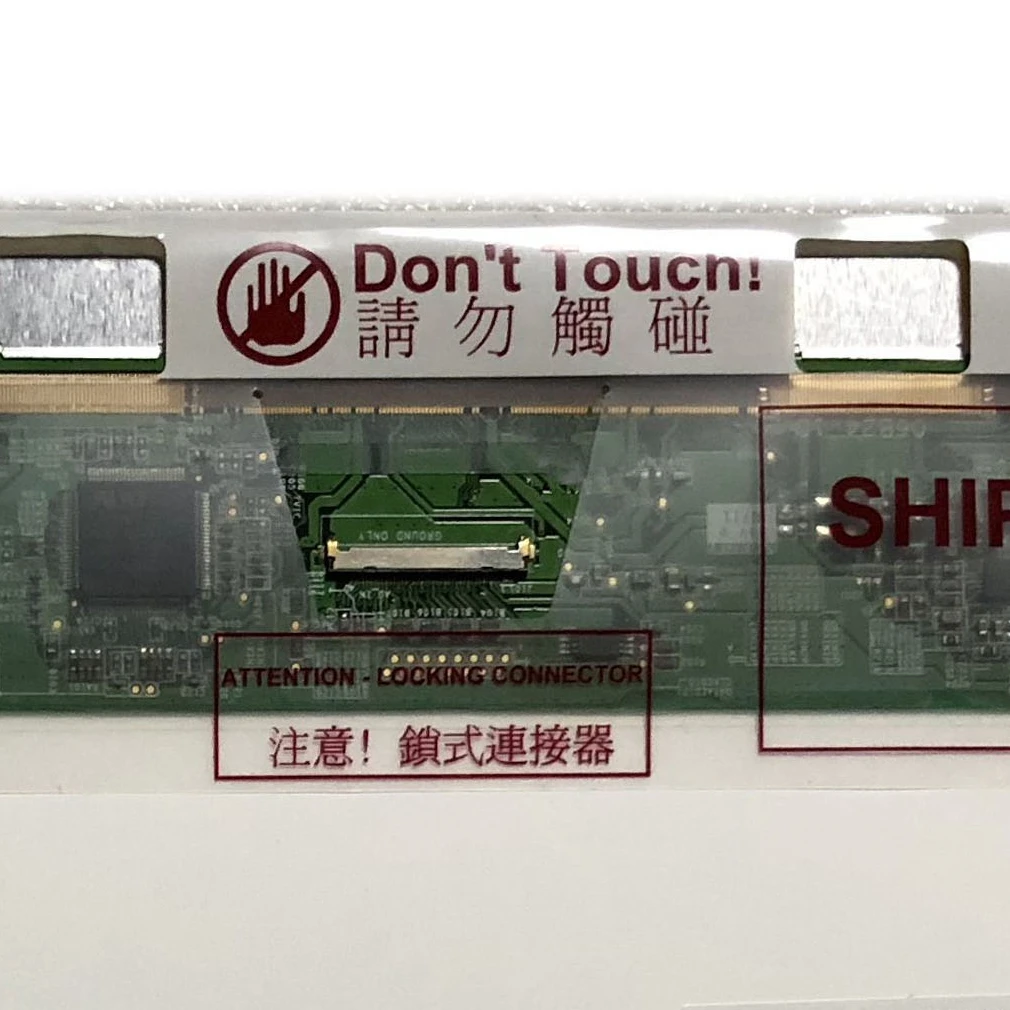 Don't Touch!
請勿觸碰
SHIP
GROUND ONLY
ATTENTION - LOCKING CONNECTOR
注意！鎖式連接器